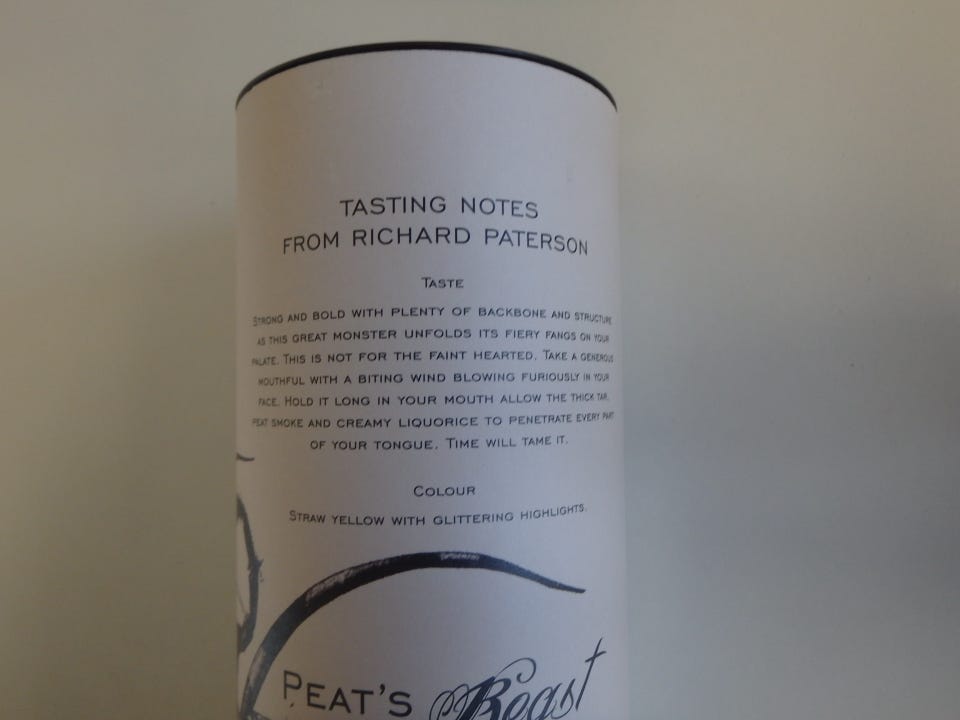 TASTING NOTES
FROM RICHARD PATERSON
TASTE
STRONG AND BOLD WITH PLENTY OF BACKBONE AND STRUCTURE
AS THIS GREAT MONSTER UNFOLDS ITS FIERY FANGS ON YOUR
PALATE. THIS IS NOT FOR THE FAINT HEARTED. TAKE A GENEROUS
MOUTHFUL WITH A BITING WIND BLOWING FURIOUSLY IN YOUR
FACE. HOLD IT LONG IN YOUR MOUTH ALLOW THE THICK TAR,
PEAT SMOKE AND CREAMY LIQUORICE TO PENETRATE EVERY PART
OF YOUR TONGUE. TIME WILL TAME IT.
COLOUR
STRAW YELLOW WITH GLITTERING HIGHLIGHTS.
PEAT'S Beast